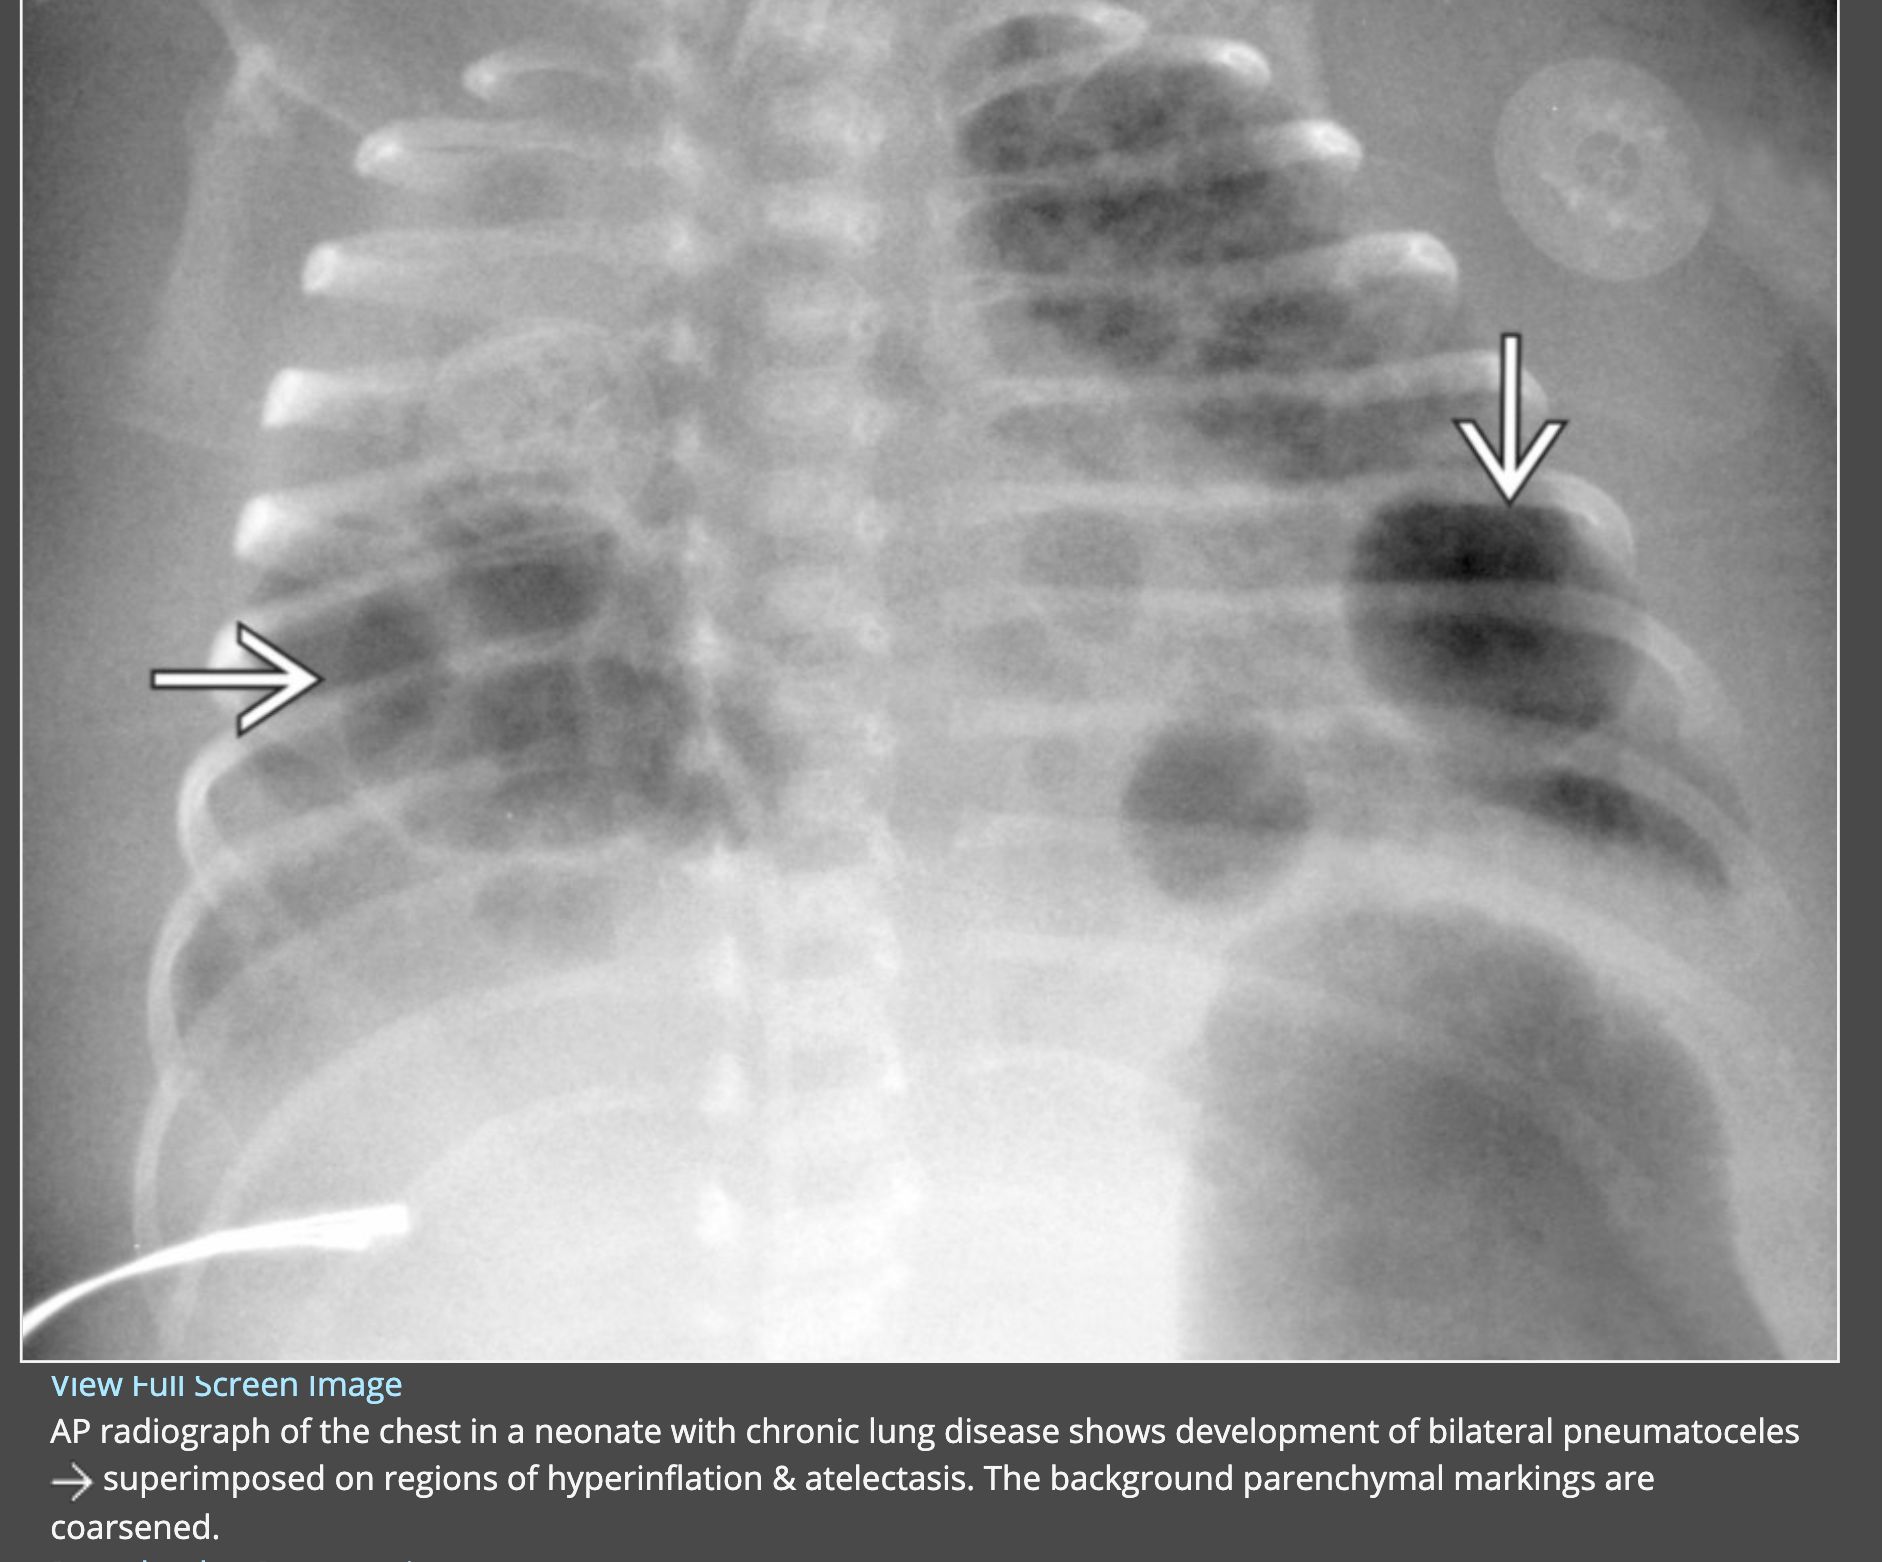 View Full Screen Image
AP radiograph of the chest in a neonate with chronic lung disease shows development of bilateral pneumatoceles
superimposed on regions of hyperinflation & atelectasis. The background parenchymal markings are
coarsened.